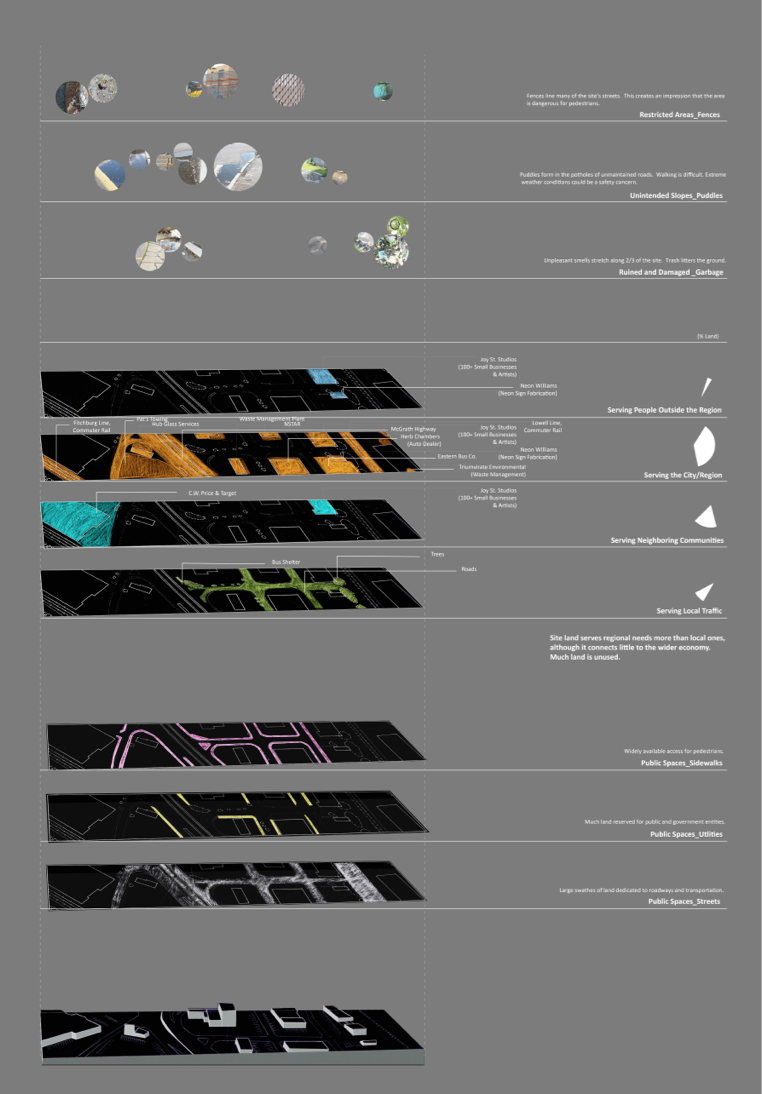 Fences line many of the site's streets. This creates an impression that the area
is dangerous for pedestrians.
Restricted Areas_Fences
Puddles form in the potholes of unmaintained roads. Walking is difficult. Extreme
weather conditions could be a safety concern.
Unintended Slopes_Puddles
Unpleasant smells stretch along 2/3 of the site. Trash litters the ground.
Ruined and Damaged _Garbage
(% Land)
Joy St. Studios
(100+ Small Businesses
& Artists)
Neon Williams
(Neon Sign Fabrication)
Serving People Outside the Region
Fitchburg Line,
Commuter Rail
Pat's Towing
Hub Glass Services
Waste Management Plant
NSTAR
McGrath Highway
Herb Chambers
(Auto Dealer)
Joy St. Studios
(100+ Small Businesses
& Artists)
Lowell Line,
Commuter Rail
Neon Williams
(Neon Sign Fabrication)
Eastern Bus Co.
Triumvirate Environmental
(Waste Management)
Serving the City/Region
C.W. Price & Target
Joy St. Studios
(100+ Small Businesses
& Artists)
Serving Neighboring Communities
Trees
Bus Shelter
Roads
Serving Local Traffic
Site land serves regional needs more than local ones,
although it connects little to the wider economy.
Much land is unused.
Widely available access for pedestrians.
Public Spaces_Sidewalks
Much land reserved for public and government entities.
Public Spaces_Utlities
Large swathes of land dedicated to roadways and transportation.
Public Spaces_Streets